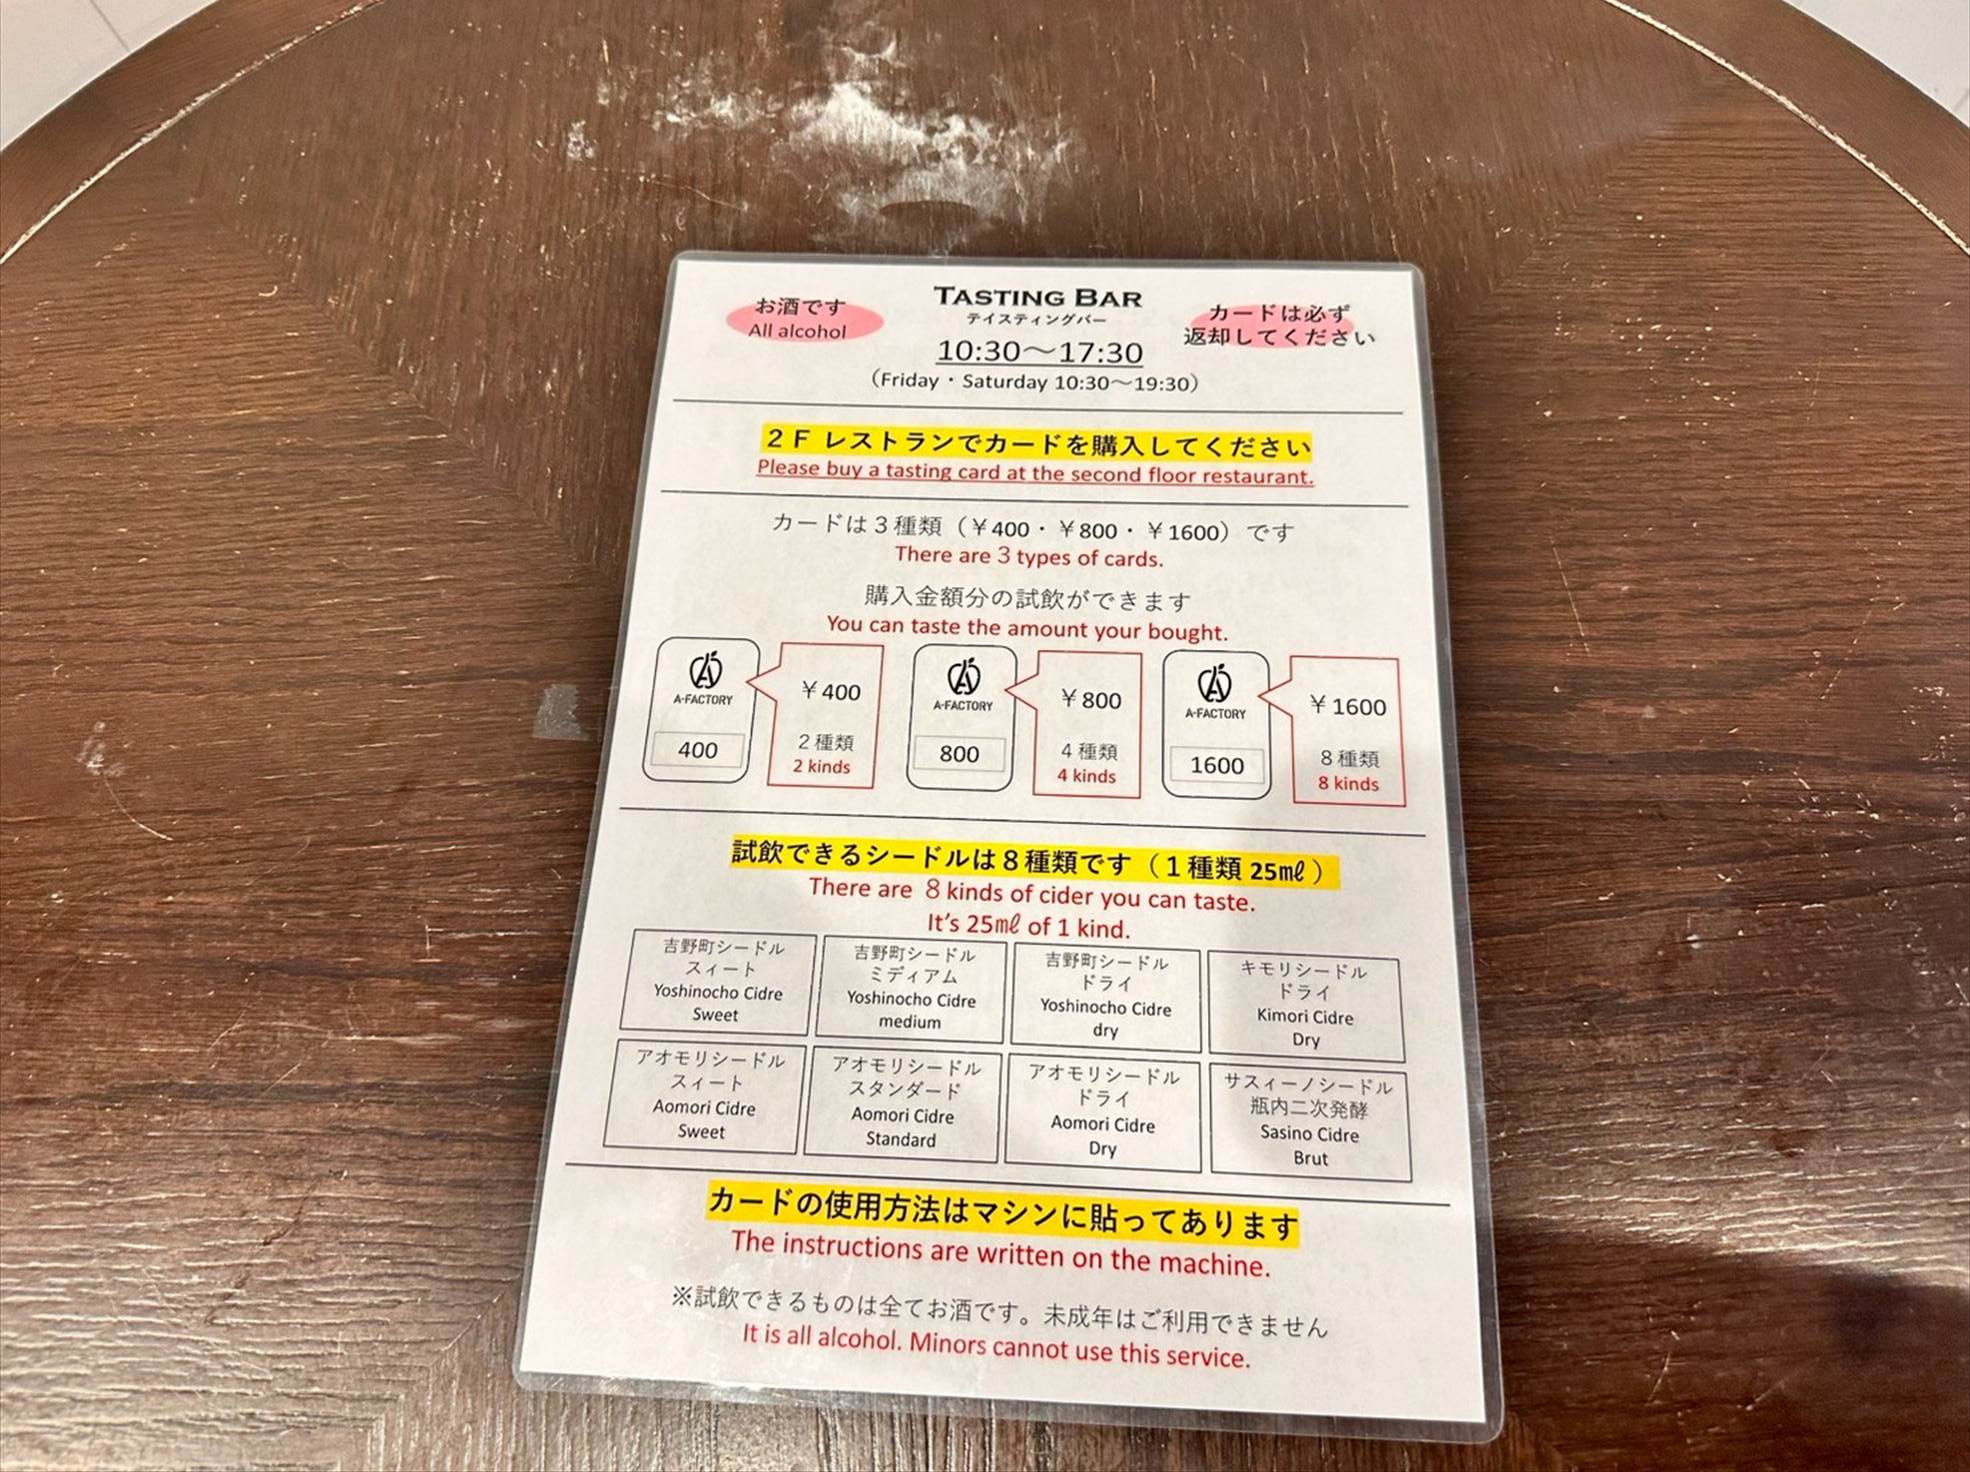 お酒です
All alcohol
TASTING BAR
テイスティングバー
10:30～17:30
（Friday・Saturday 10:30～19:30）
カードは必ず
返却してください
２Ｆ レストランでカードを購入してください
Please buy a tasting card at the second floor restaurant.
カードは３種類（￥400・￥800・￥1600）です
There are 3 types of cards.
購入金額分の試飲ができます
You can taste the amount your bought.
A-FACTORY
400
￥400
２種類
2 kinds
A-FACTORY
800
￥800
４種類
4 kinds
A-FACTORY
1600
￥1600
８種類
8 kinds
試飲できるシードルは８種類です（１種類 25㎖）
There are ８kinds of cider you can taste.
It's 25㎖ of 1 kind.
吉野町シードル
スィート
Yoshinocho Cidre
Sweet
吉野町シードル
ミディアム
Yoshinocho Cidre
medium
吉野町シードル
ドライ
Yoshinocho Cidre
dry
キモリシードル
ドライ
Kimori Cidre
Dry
アオモリシードル
スィート
Aomori Cidre
Sweet
アオモリシードル
スタンダード
Aomori Cidre
Standard
アオモリシードル
ドライ
Aomori Cidre
Dry
サスィーノシードル
瓶内二次発酵
Sasino Cidre
Brut
カードの使用方法はマシンに貼ってあります
The instructions are written on the machine.
※試飲できるものは全てお酒です。未成年はご利用できません
It is all alcohol. Minors cannot use this service.